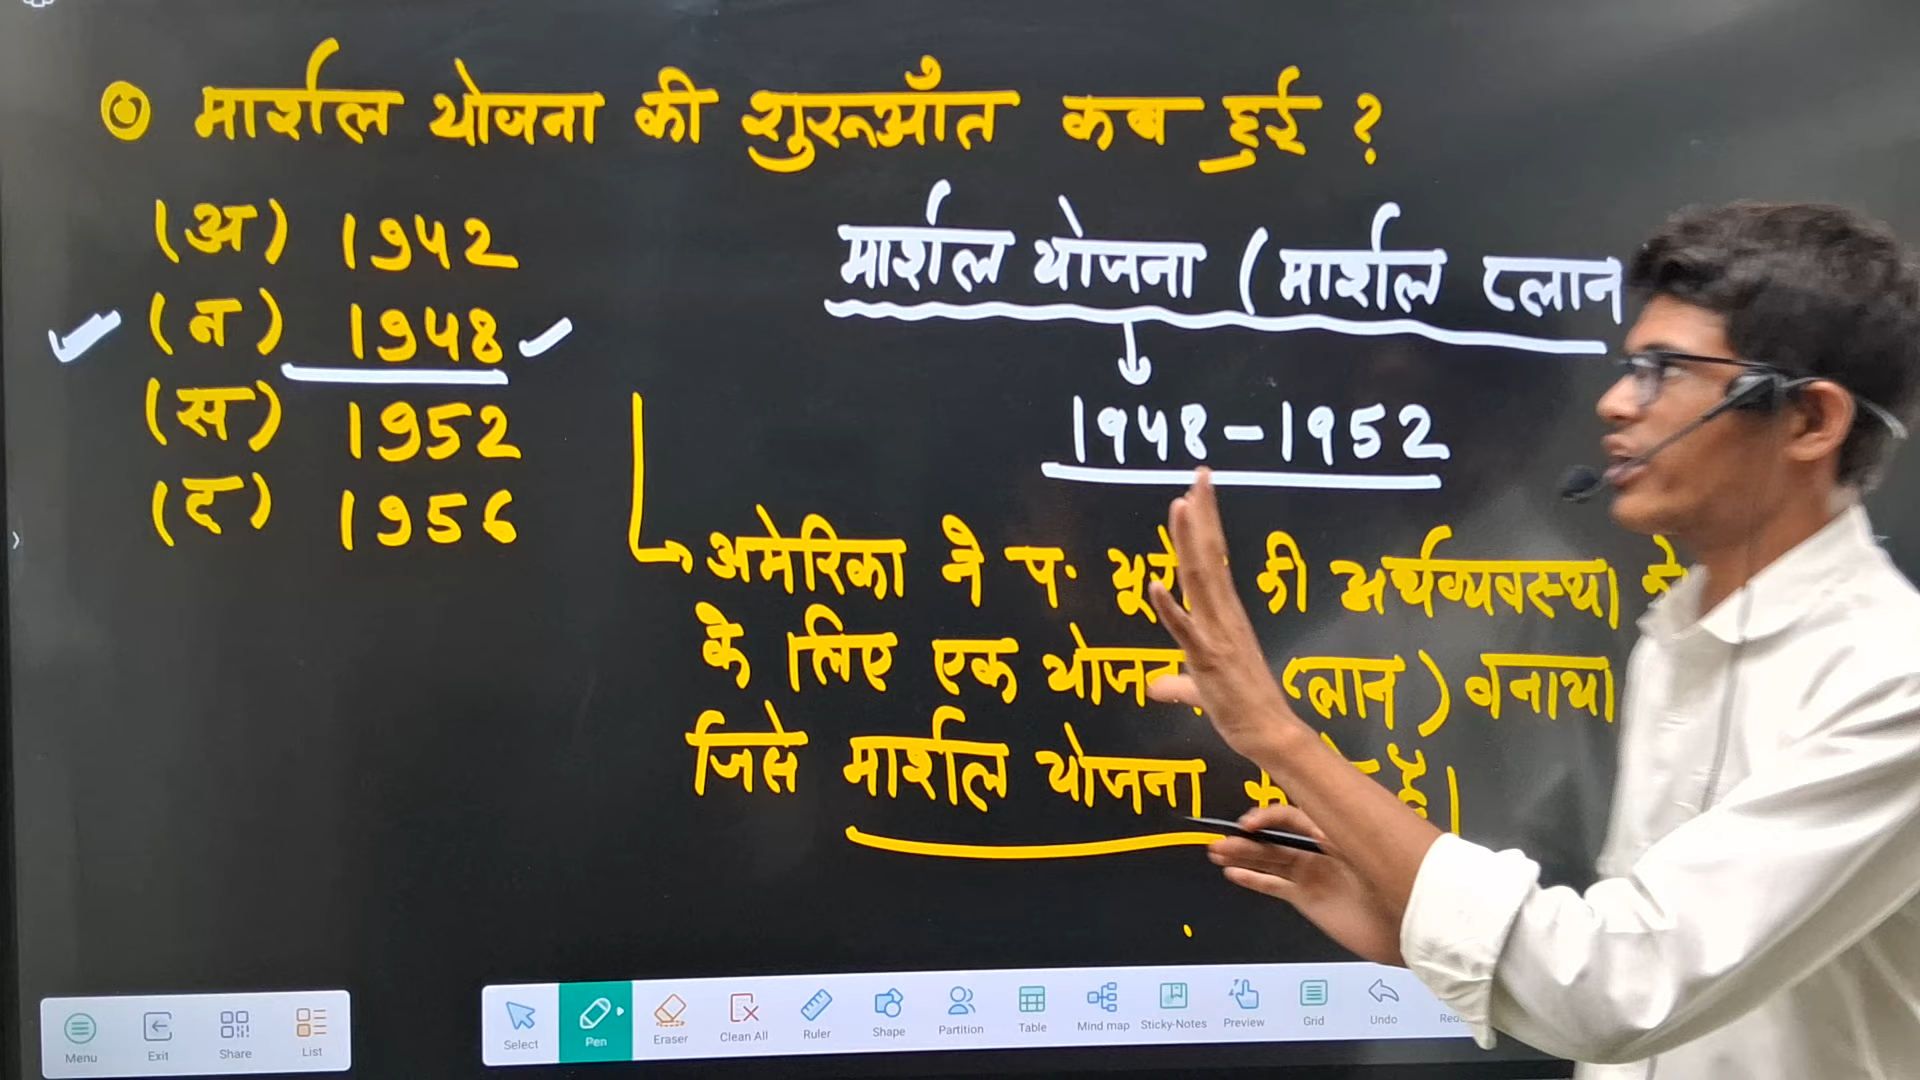 मार्शल योजना की शुरूआँत कब हुई ?
(अ) 1942
(ब) 1948
(स) 1952
(द) 1956
मार्शल योजना (मार्शल प्लान
1948-1952
अमेरिका ने प. की अर्थव्यवस्था
के लिए एक प्लान) बनाया
जिसे मार्शल योजना हैं।
Menu Exit Share List
Select Pen Eraser Clean All Ruler Shape Partition Table Mind map Sticky-Notes Preview Grid Undo